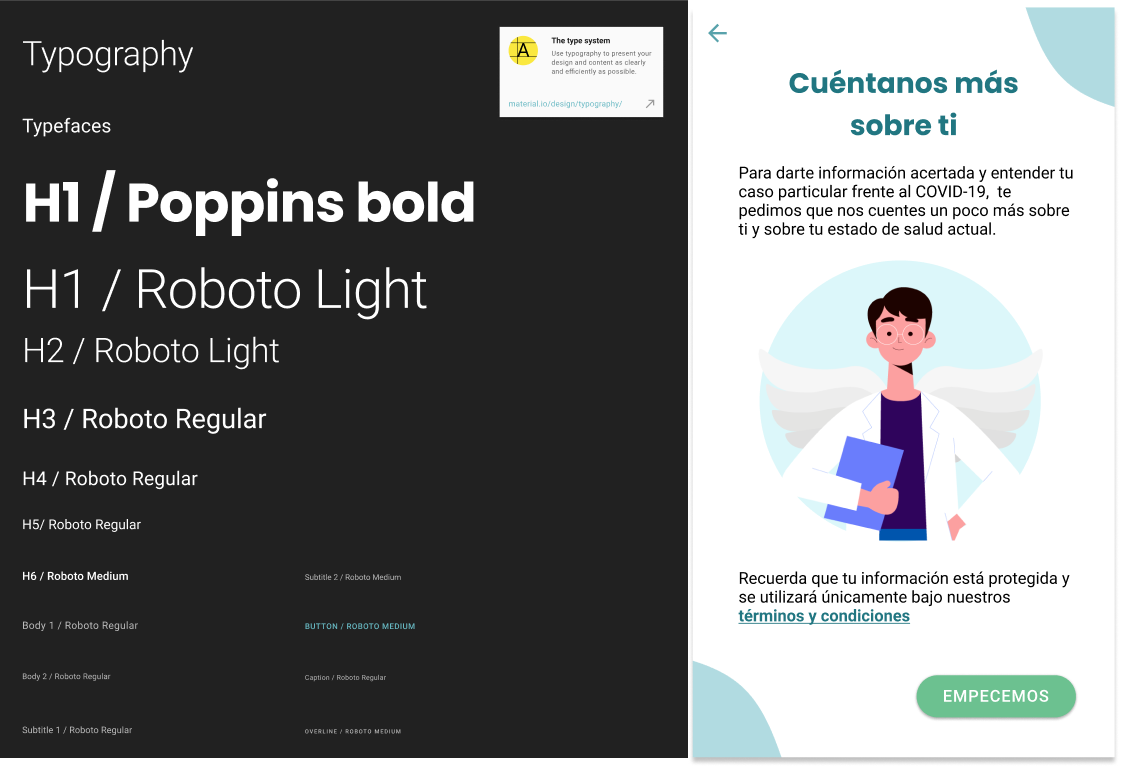 Typography
A
The type system
Use typography to present your
design and content as clearly
and efficiently as possible.
material.io/design/typography/
Typefaces
H1 / Poppins bold
H1 / Roboto Light
H2 / Roboto Light
H3 / Roboto Regular
H4 / Roboto Regular
H5/ Roboto Regular
H6 / Roboto Medium
Subtitle 2 / Roboto Medium
Body 1 / Roboto Regular
BUTTON / ROBOTO MEDIUM
Body 2 / Roboto Regular
Caption / Roboto Regular
Subtitle 1 / Roboto Regular
OVERLINE / ROBOTO MEDIUM
Cuéntanos más
sobre ti
Para darte información acertada y entender tu
caso particular frente al COVID-19,  te
pedimos que nos cuentes un poco más sobre
ti y sobre tu estado de salud actual.
Recuerda que tu información está protegida y
se utilizará únicamente bajo nuestros
términos y condiciones
EMPECEMOS